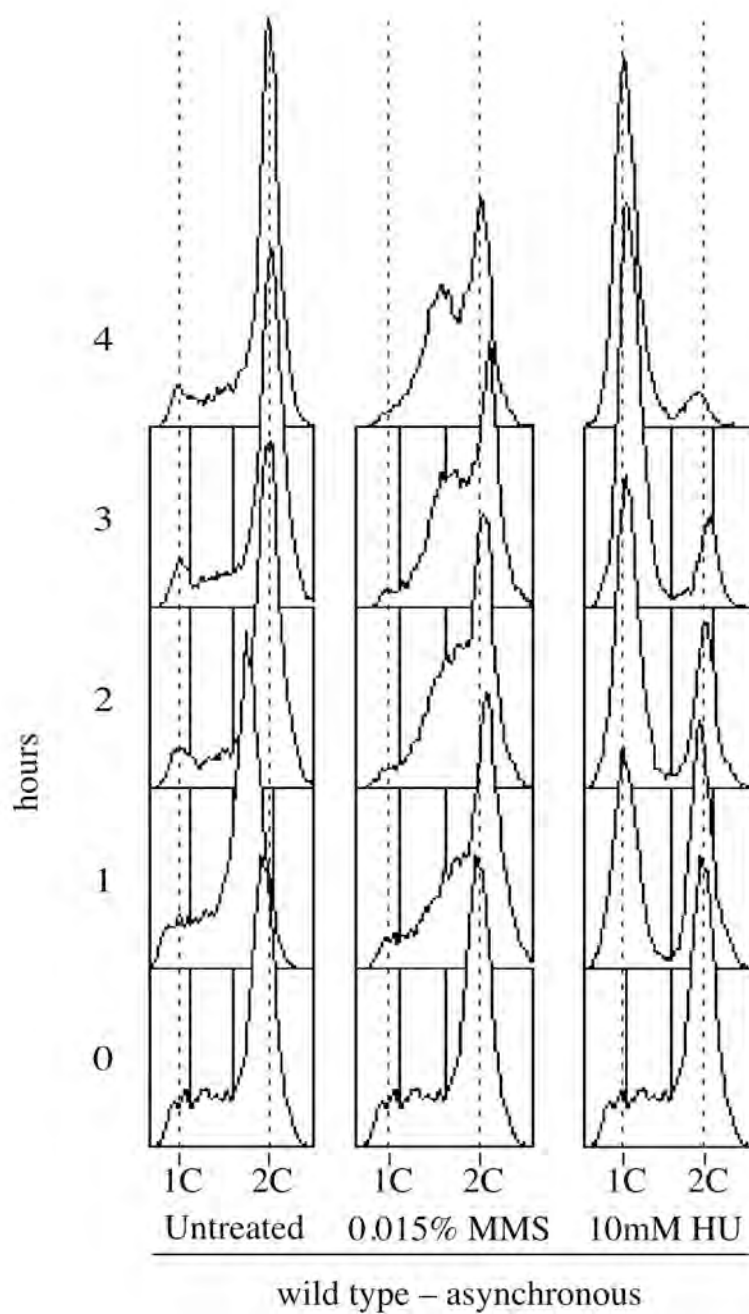 4
3
2
1
0
hours
1C 2C 1C 2C 1C 2C
Untreated 0.015% MMS 10mM HU
wild type – asynchronous